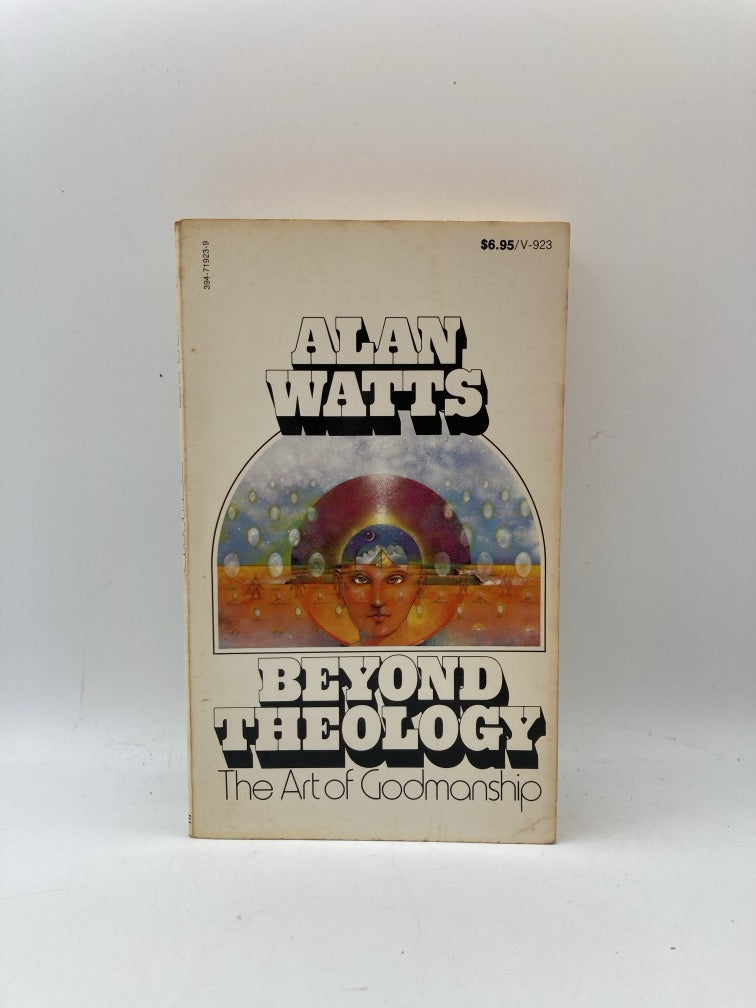 394-71923-9
$6.95/V-923
ALAN
WATTS
BEYOND
THEOLOGY
The Art of Godmanship